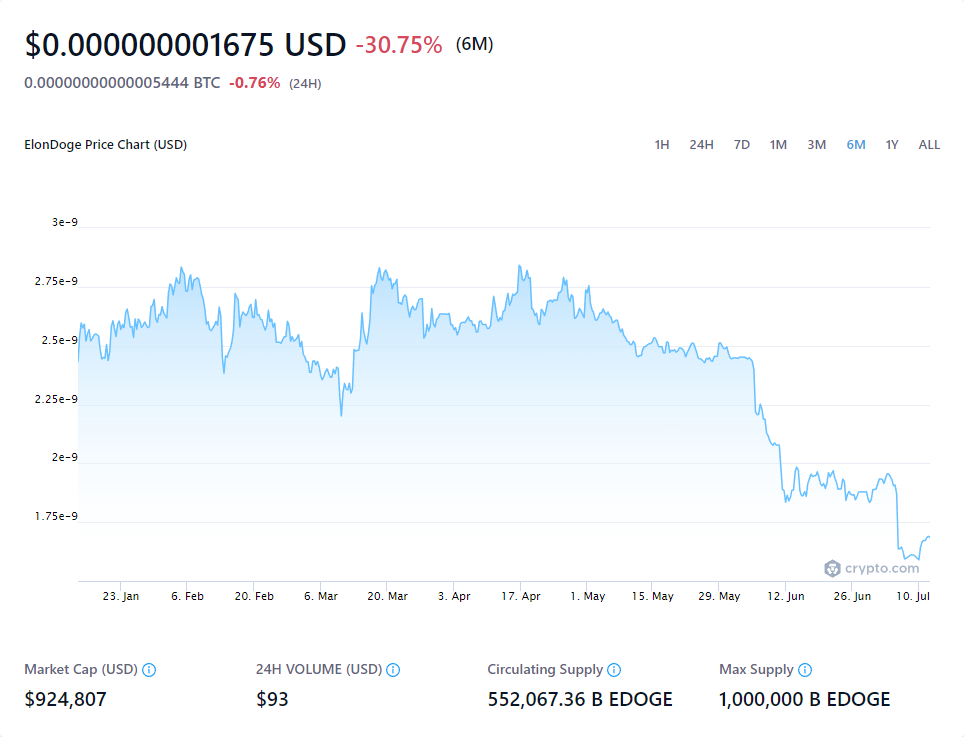 $0.000000001675 USD -30.75% (6M)
0.00000000000005444 BTC -0.76% (24H)
ElonDoge Price Chart (USD) 1H 24H 7D 1M 3M 6M 1Y ALL
3e-9
2.75e-9
2.5e-9
2.25e-9
2e-9
1.75e-9
crypto.com
23. Jan 6. Feb 20. Feb 6. Mar 20. Mar 3. Apr 17. Apr 1. May 15. May 29. May 12. Jun 26. Jun 10. Jul
Market Cap (USD) 24H VOLUME (USD) Circulating Supply Max Supply
$924,807 $93 552,067.36 B EDOGE 1,000,000 B EDOGE